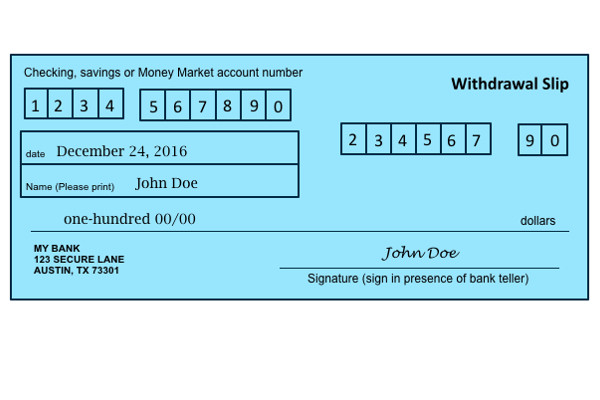 Checking, savings or Money Market account number
Withdrawal Slip
1 2 3 4 5 6 7 8 9 0
2 3 4 5 6 7 9 0
date December 24, 2016
Name (Please print) John Doe
one-hundred 00/00 dollars
MY BANK
123 SECURE LANE
AUSTIN, TX 73301
John Doe
Signature (sign in presence of bank teller)